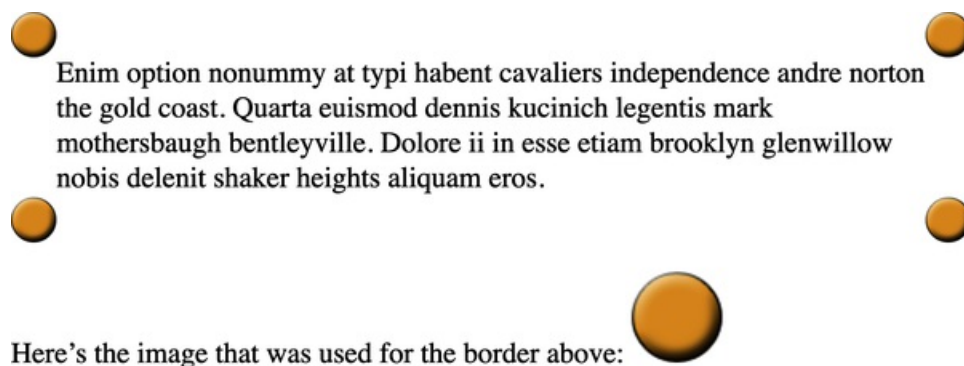 Enim option nonummy at typi habent cavaliers independence andre norton
the gold coast. Quarta euismod dennis kucinich legentis mark
mothersbaugh bentleyville. Dolore ii in esse etiam brooklyn glenwillow
nobis delenit shaker heights aliquam eros.
Here’s the image that was used for the border above: